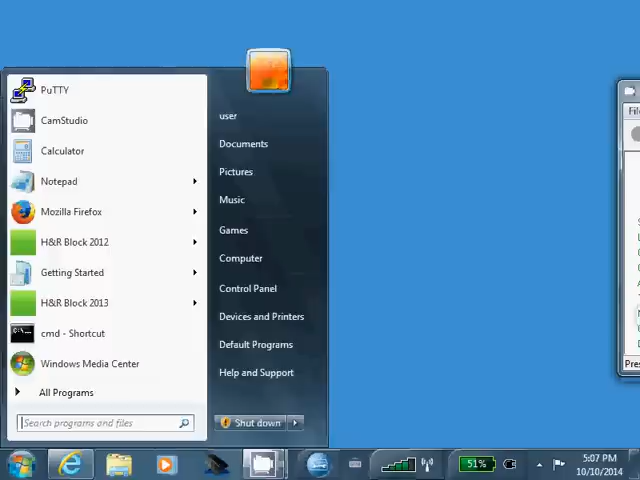 PuTTY
CamStudio
Calculator
Notepad
Mozilla Firefox
H&R Block 2012
Getting Started
H&R Block 2013
cmd - Shortcut
Windows Media Center
All Programs
Search programs and files
user
Documents
Pictures
Music
Games
Computer
Control Panel
Devices and Printers
Default Programs
Help and Support
Shut down
51%
5:07 PM
10/10/2014